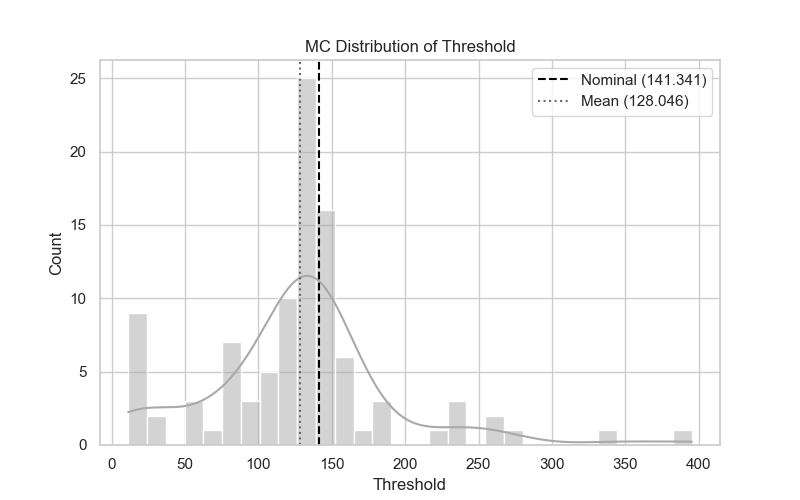 MC Distribution of Threshold
Nominal (141.341)
Mean (128.046)
25
20
15
10
5
0
Count
0 50 100 150 200 250 300 350 400
Threshold